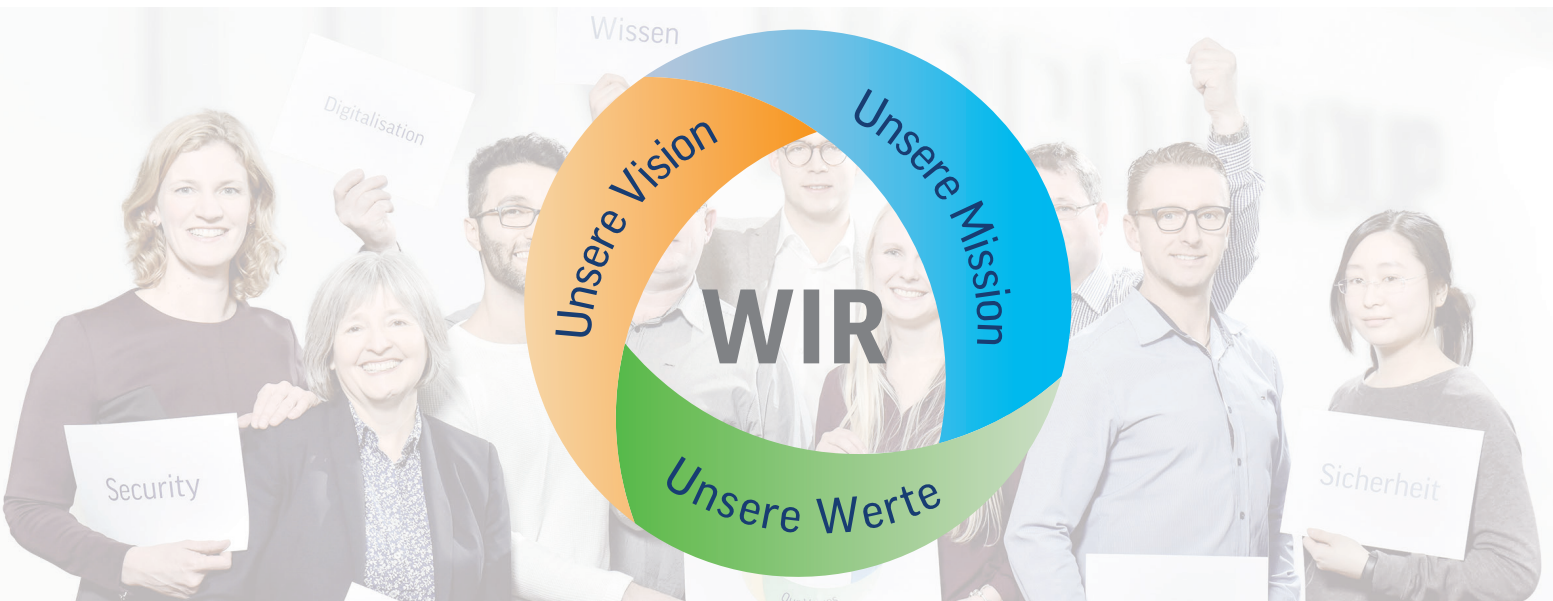 Wissen
Digitalisation
Unsere Vision
Unsere Mission
WIR
Security
Sicherheit
Unsere Werte